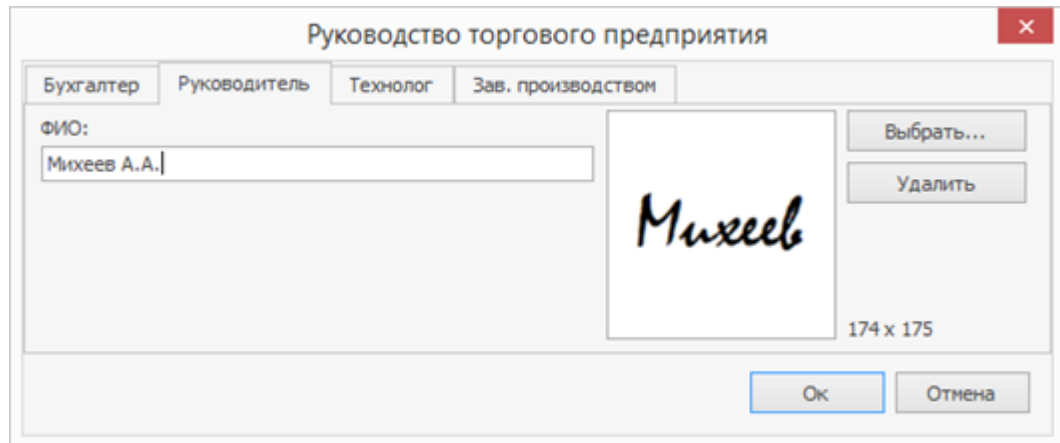 Руководство торгового предприятия
Бухгалтер Руководитель Технолог Зав. производством
ФИО:
Михеев А.А.
Михеев
Выбрать...
Удалить
174 x 175
Ок Отмена